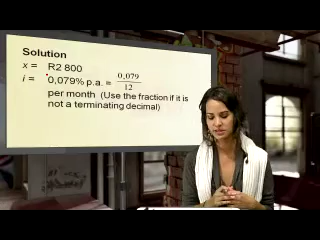 Solution
x = R2 800
i = 0,079% p.a. = 0,079/12
per month (Use the fraction if it is
not a terminating decimal)